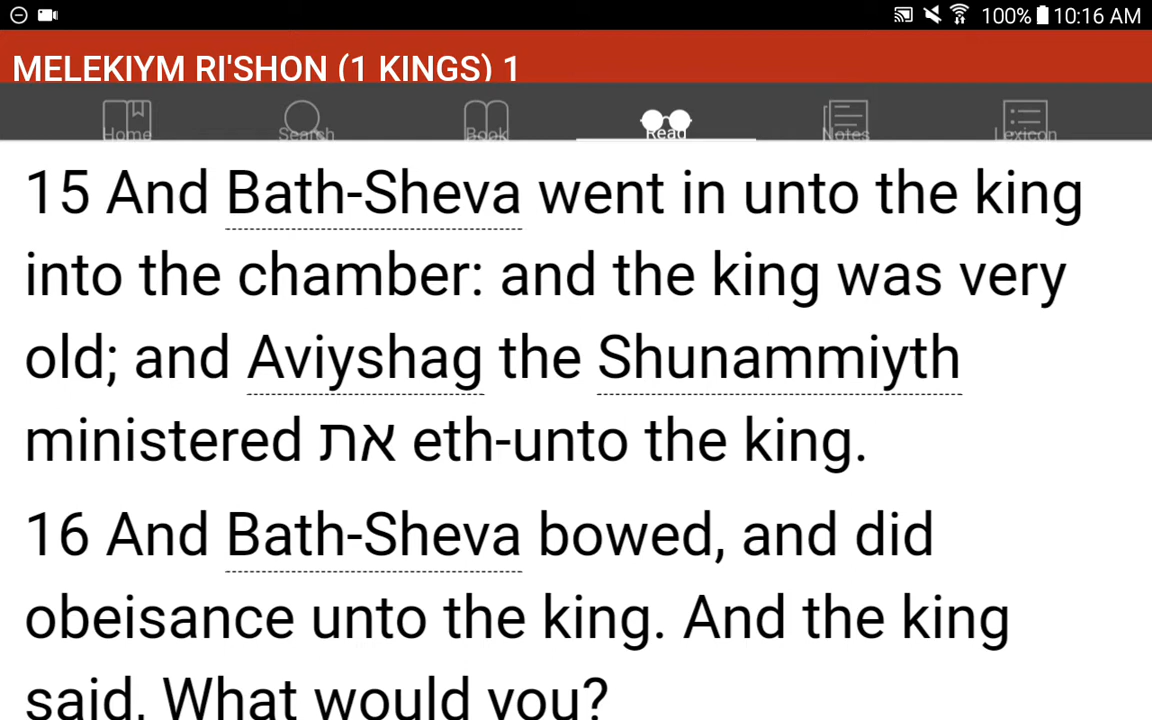 100% 10:16 AM
MELEKIYM RI'SHON (1 KINGS) 1
Home Search Book Read Notes Lexicon
15 And Bath-Sheva went in unto the king
into the chamber: and the king was very
old; and Aviyshag the Shunammiyth
ministered את eth-unto the king.
16 And Bath-Sheva bowed, and did
obeisance unto the king. And the king
said, What would you?